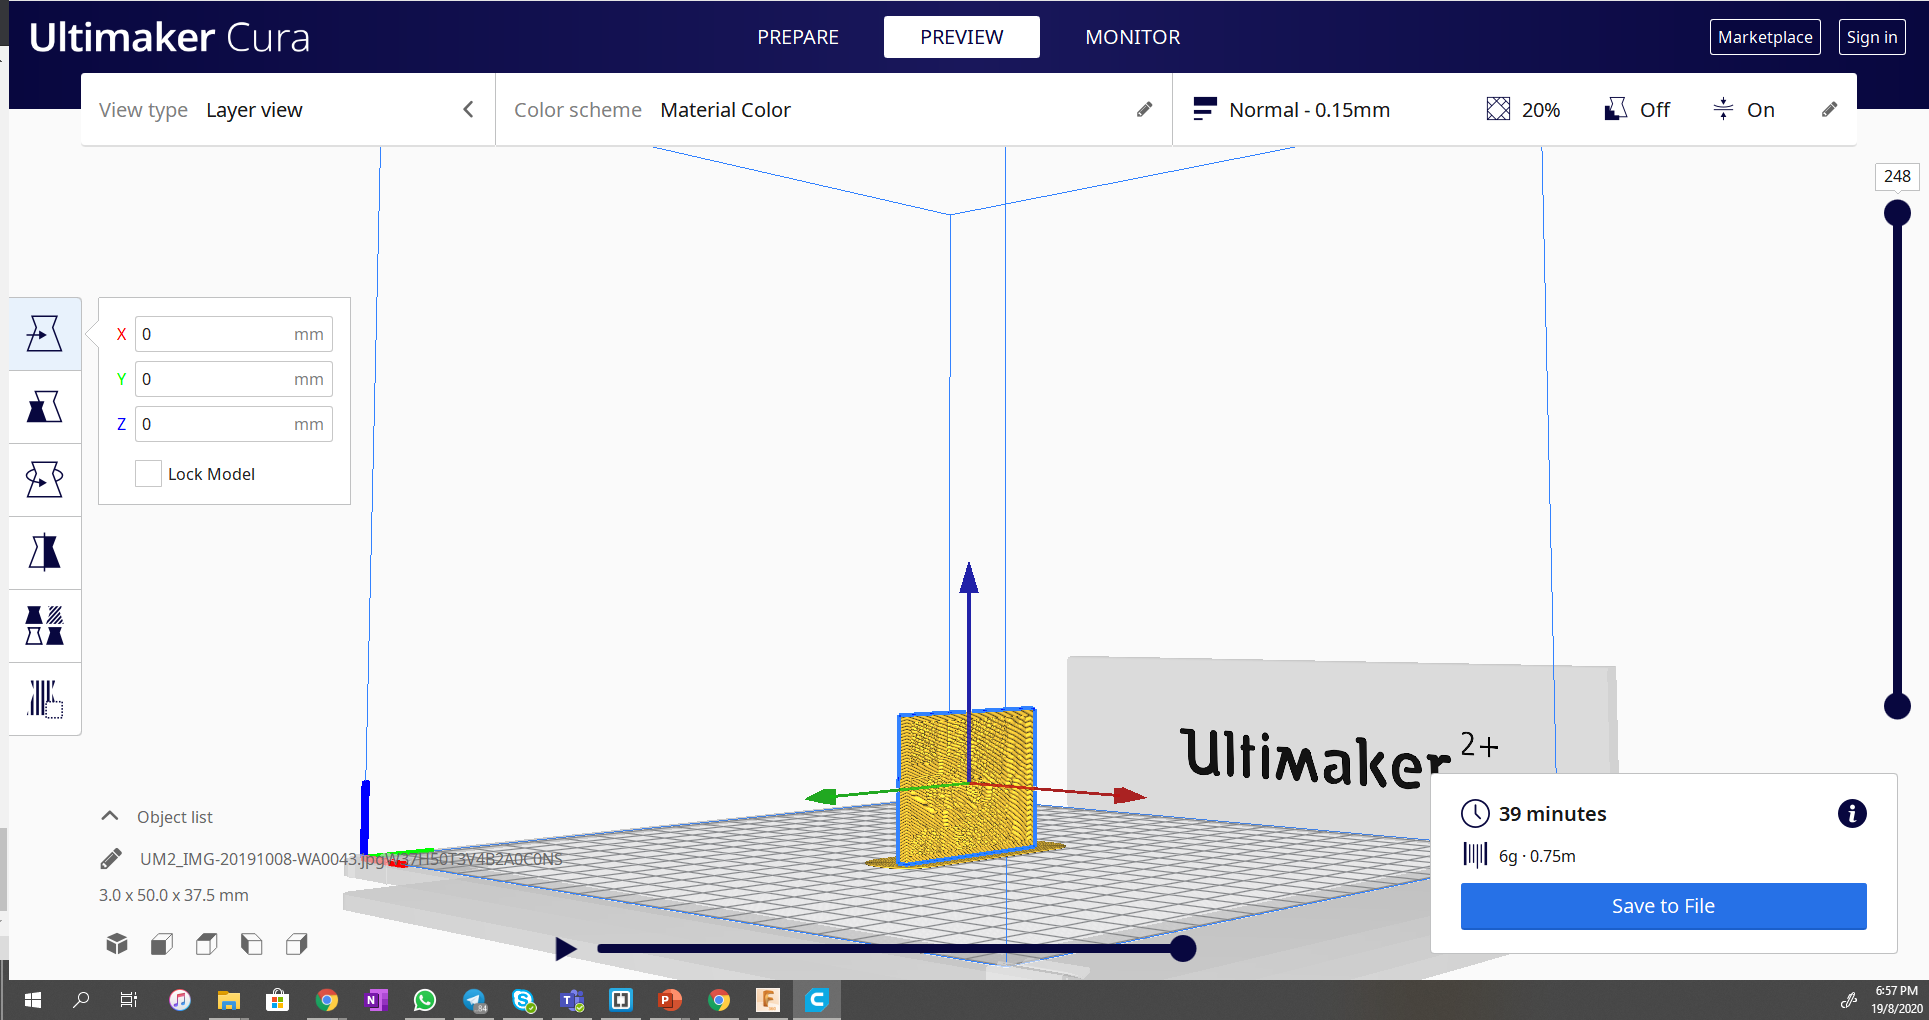 Ultimaker Cura
PREPARE
PREVIEW
MONITOR
Marketplace
Sign in
View type Layer view
Color scheme Material Color
Normal - 0.15mm
20%
Off
On
248
X 0 mm
Y 0 mm
Z 0 mm
Lock Model
Ultimaker 2+
Object list
UM2_IMG-20191008-WA0043.jpgW37H50T3V4B2A0C0NS
3.0 x 50.0 x 37.5 mm
39 minutes
6g · 0.75m
Save to File
94
6:57 PM
19/8/2020